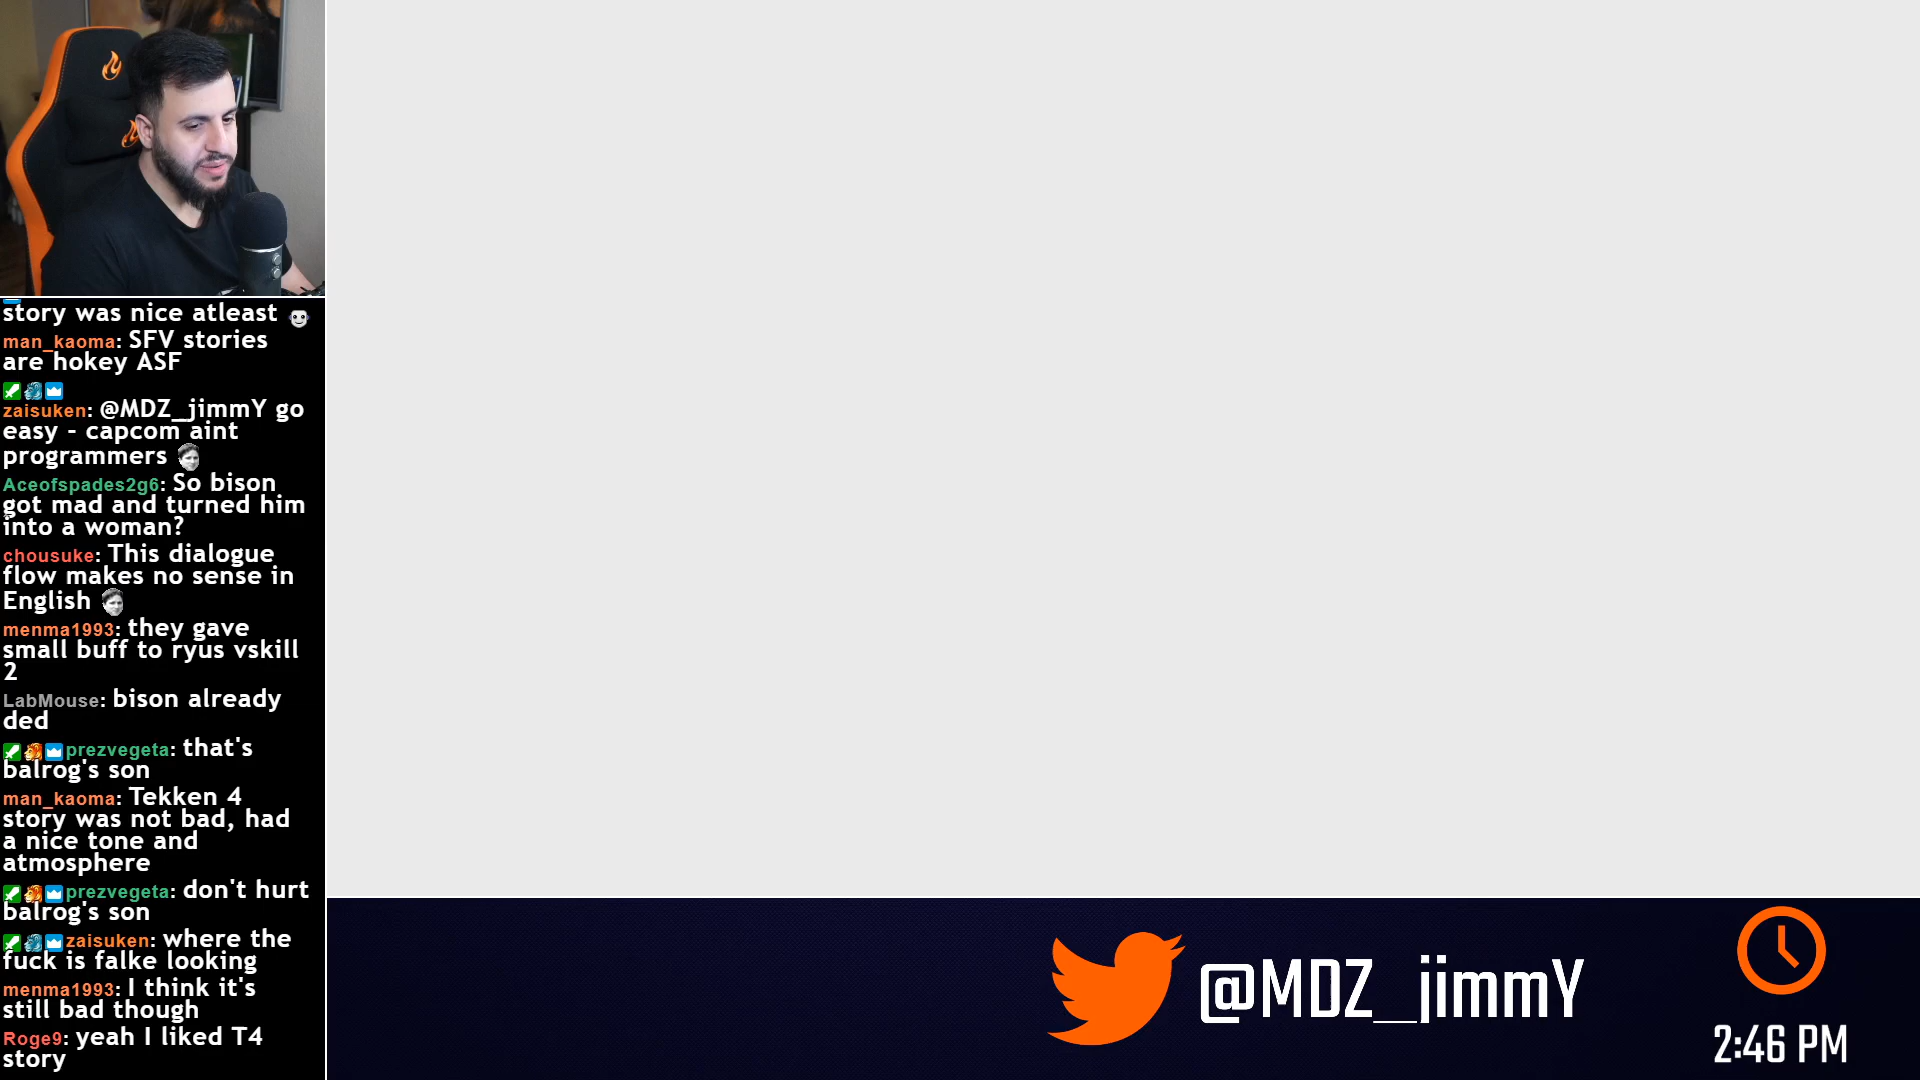 story was nice atleast
man_kaoma: SFV stories
are hokey ASF
zaisuken: @MDZ_jimmY go
easy - capcom aint
programmers
Aceofspades2g6: So bison
got mad and turned him
into a woman?
chousuke: This dialogue
flow makes no sense in
English
menma1993: they gave
small buff to ryus vskill
2
LabMouse: bison already
ded
prezvegeta: that's
balrog's son
man_kaoma: Tekken 4
story was not bad, had
a nice tone and
atmosphere
prezvegeta: don't hurt
balrog's son
zaisuken: where the
fuck is falke looking
menma1993: I think it's
still bad though
Roge9: yeah I liked T4
story
@MDZ_jimmY
2:46 PM